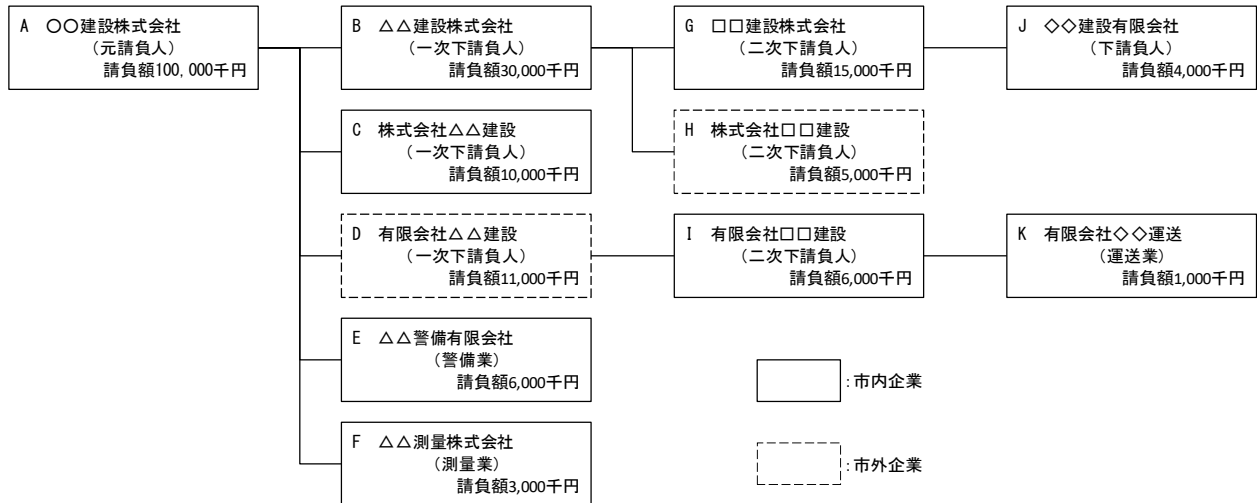 A ○○建設株式会社
(元請負人)
請負額100,000千円
B △△建設株式会社
(一次下請負人)
請負額30,000千円
G □□建設株式会社
(二次下請負人)
請負額15,000千円
J ◇◇建設有限会社
(下請負人)
請負額4,000千円
C 株式会社△△建設
(一次下請負人)
請負額10,000千円
H 株式会社□□建設
(二次下請負人)
請負額5,000千円
D 有限会社△△建設
(一次下請負人)
請負額11,000千円
I 有限会社□□建設
(二次下請負人)
請負額6,000千円
K 有限会社◇◇運送
(運送業)
請負額1,000千円
E △△警備有限会社
(警備業)
請負額6,000千円
:市内企業
F △△測量株式会社
(測量業)
請負額3,000千円
:市外企業